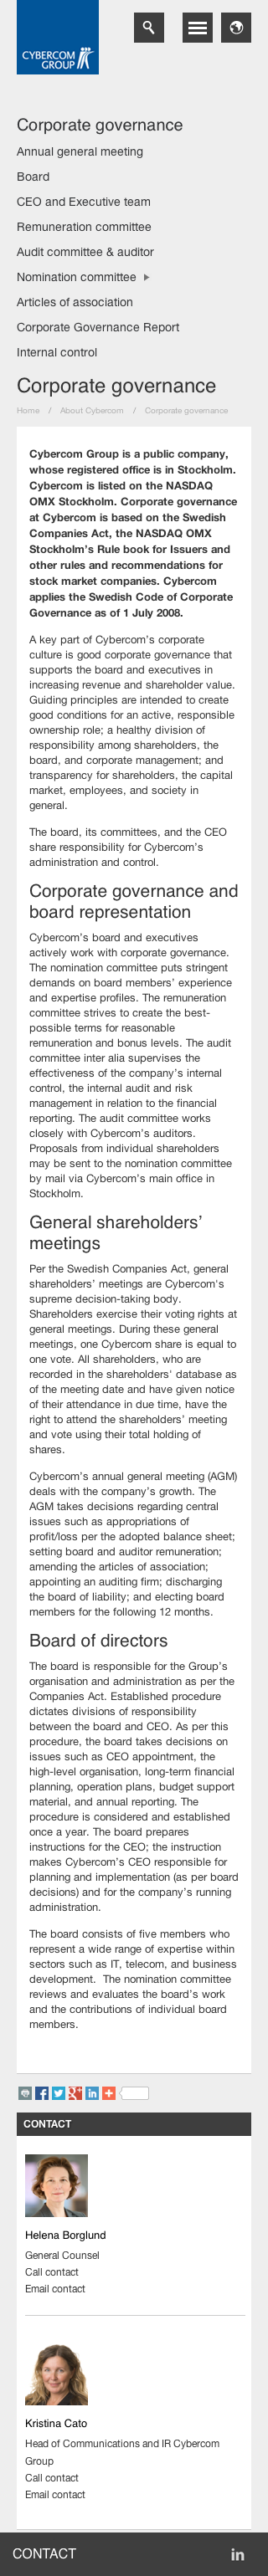 CYBERCOM
GROUP
Corporate governance
Annual general meeting
Board
CEO and Executive team
Remuneration committee
Audit committee & auditor
Nomination committee
Articles of association
Corporate Governance Report
Internal control
Corporate governance
Home / About Cybercom / Corporate governance
Cybercom Group is a public company,
whose registered office is in Stockholm.
Cybercom is listed on the NASDAQ
OMX Stockholm. Corporate governance
at Cybercom is based on the Swedish
Companies Act, the NASDAQ OMX
Stockholm's Rule book for Issuers and
other rules and recommendations for
stock market companies. Cybercom
applies the Swedish Code of Corporate
Governance as of 1 July 2008.
A key part of Cybercom's corporate
culture is good corporate governance that
supports the board and executives in
increasing revenue and shareholder value.
Guiding principles are intended to create
good conditions for an active, responsible
ownership role; a healthy division of
responsibility among shareholders, the
board, and corporate management; and
transparency for shareholders, the capital
market, employees, and society in
general.
The board, its committees, and the CEO
share responsibility for Cybercom's
administration and control.
Corporate governance and
board representation
Cybercom's board and executives
actively work with corporate governance.
The nomination committee puts stringent
demands on board members' experience
and expertise profiles. The remuneration
committee strives to create the best-
possible terms for reasonable
remuneration and bonus levels. The audit
committee inter alia supervises the
effectiveness of the company's internal
control, the internal audit and risk
management in relation to the financial
reporting. The audit committee works
closely with Cybercom's auditors.
Proposals from individual shareholders
may be sent to the nomination committee
by mail via Cybercom's main office in
Stockholm.
General shareholders'
meetings
Per the Swedish Companies Act, general
shareholders' meetings are Cybercom's
supreme decision-taking body.
Shareholders exercise their voting rights at
general meetings. During these general
meetings, one Cybercom share is equal to
one vote. All shareholders, who are
recorded in the shareholders' database as
of the meeting date and have given notice
of their attendance in due time, have the
right to attend the shareholders' meeting
and vote using their total holding of
shares.
Cybercom's annual general meeting (AGM)
deals with the company's growth. The
AGM takes decisions regarding central
issues such as appropriations of
profit/loss per the adopted balance sheet;
setting board and auditor remuneration;
amending the articles of association;
appointing an auditing firm; discharging
the board of liability; and electing board
members for the following 12 months.
Board of directors
The board is responsible for the Group's
organisation and administration as per the
Companies Act. Established procedure
dictates divisions of responsibility
between the board and CEO. As per this
procedure, the board takes decisions on
issues such as CEO appointment, the
high-level organisation, long-term financial
planning, operation plans, budget support
material, and annual reporting. The
procedure is considered and established
once a year. The board prepares
instructions for the CEO; the instruction
makes Cybercom's CEO responsible for
planning and implementation (as per board
decisions) and for the company's running
administration.
The board consists of five members who
represent a wide range of expertise within
sectors such as IT, telecom, and business
development. The nomination committee
reviews and evaluates the board's work
and the contributions of individual board
members.
CONTACT
Helena Borglund
General Counsel
Call contact
Email contact
Kristina Cato
Head of Communications and IR Cybercom
Group
Call contact
Email contact
CONTACT